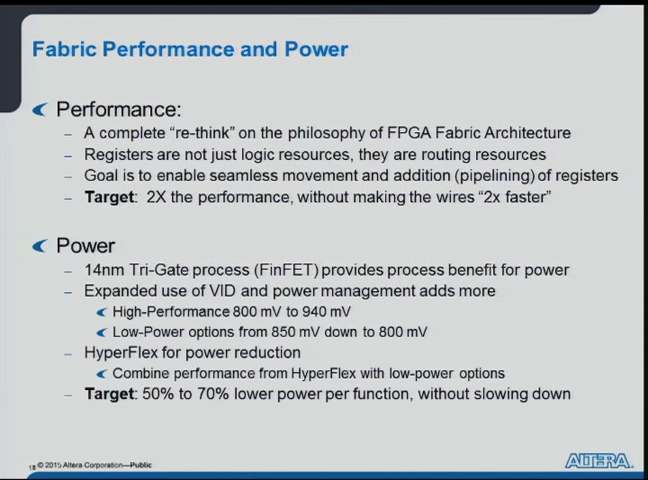 Fabric Performance and Power
Performance:
– A complete “re-think” on the philosophy of FPGA Fabric Architecture
– Registers are not just logic resources, they are routing resources
– Goal is to enable seamless movement and addition (pipelining) of registers
– Target: 2X the performance, without making the wires “2x faster”
Power
– 14nm Tri-Gate process (FinFET) provides process benefit for power
– Expanded use of VID and power management adds more
High-Performance 800 mV to 940 mV
Low-Power options from 850 mV down to 800 mV
– HyperFlex for power reduction
Combine performance from HyperFlex with low-power options
– Target: 50% to 70% lower power per function, without slowing down
18 © 2015 Altera Corporation—Public
ALTERA